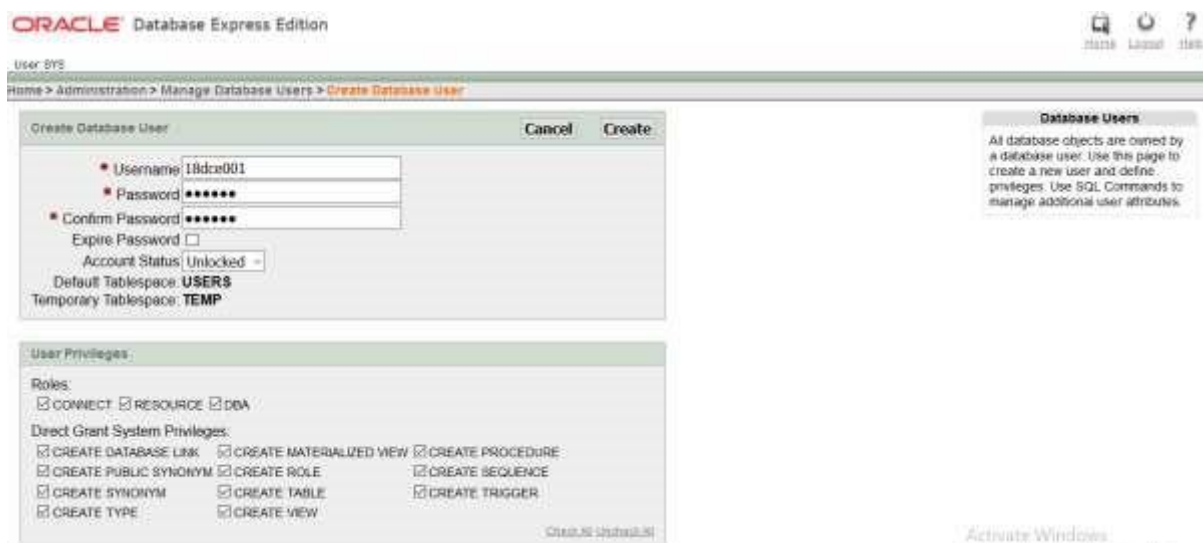 ORACLE Database Express Edition
Home Logout Help
User SYS
Home > Administration > Manage Database Users > Create Database User
Create Database User Cancel Create
* Username 18dce001
* Password ••••••
* Confirm Password ••••••
Expire Password
Account Status Unlocked
Default Tablespace: USERS
Temporary Tablespace: TEMP
User Privileges
Roles:
CONNECT RESOURCE DBA
Direct Grant System Privileges:
CREATE DATABASE LINK CREATE MATERIALIZED VIEW CREATE PROCEDURE
CREATE PUBLIC SYNONYM CREATE ROLE CREATE SEQUENCE
CREATE SYNONYM CREATE TABLE CREATE TRIGGER
CREATE TYPE CREATE VIEW
Check All Uncheck All
Database Users
All database objects are owned by
a database user. Use this page to
create a new user and define
privileges. Use SQL Commands to
manage additional user attributes.
Activate Windows